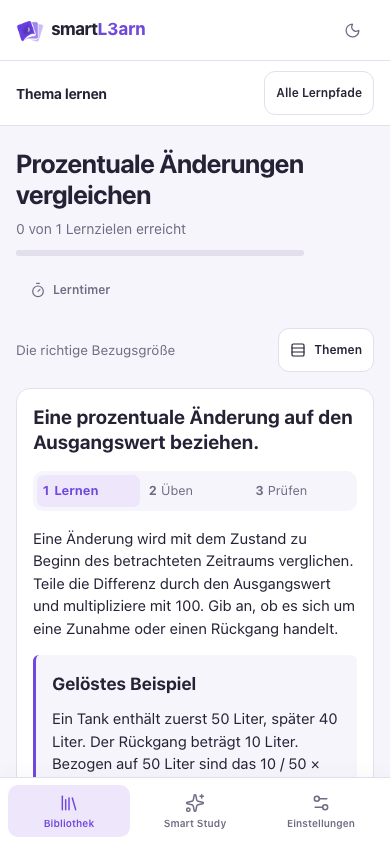 smartL3arn
Thema lernen
Alle Lernpfade
Prozentuale Änderungen
vergleichen
0 von 1 Lernzielen erreicht
Lerntimer
Die richtige Bezugsgröße
Themen
Eine prozentuale Änderung auf den
Ausgangswert beziehen.
1 Lernen
2 Üben
3 Prüfen
Eine Änderung wird mit dem Zustand zu
Beginn des betrachteten Zeitraums verglichen.
Teile die Differenz durch den Ausgangswert
und multipliziere mit 100. Gib an, ob es sich um
eine Zunahme oder einen Rückgang handelt.
Gelöstes Beispiel
Ein Tank enthält zuerst 50 Liter, später 40
Liter. Der Rückgang beträgt 10 Liter.
Bezogen auf 50 Liter sind das 10 / 50 ×
Bibliothek
Smart Study
Einstellungen